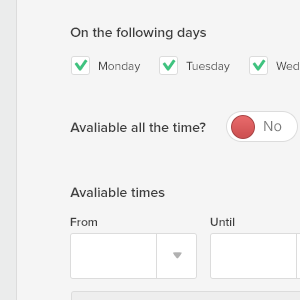 On the following days
Monday Tuesday Wed
Avaliable all the time? No
Avaliable times
From Until